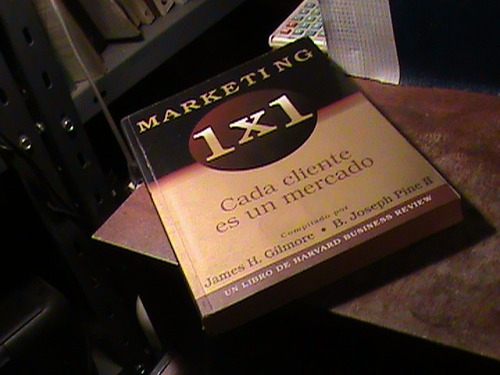 MARKETING
1x1
Cada cliente
es un mercado
Compilado por
James H. Gilmore • B. Joseph Pine II
UN LIBRO DE HARVARD BUSINESS REVIEW